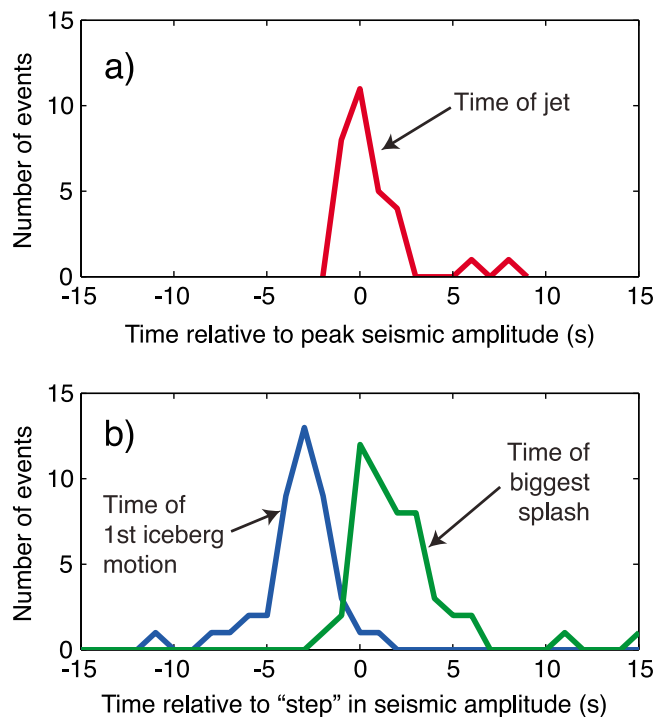 a)
Time of jet
Number of events
15
10
5
0
-15 -10 -5 0 5 10 15
Time relative to peak seismic amplitude (s)
b)
Time of
1st iceberg
motion
Time of
biggest
splash
Number of events
15
10
5
0
-15 -10 -5 0 5 10 15
Time relative to “step” in seismic amplitude (s)